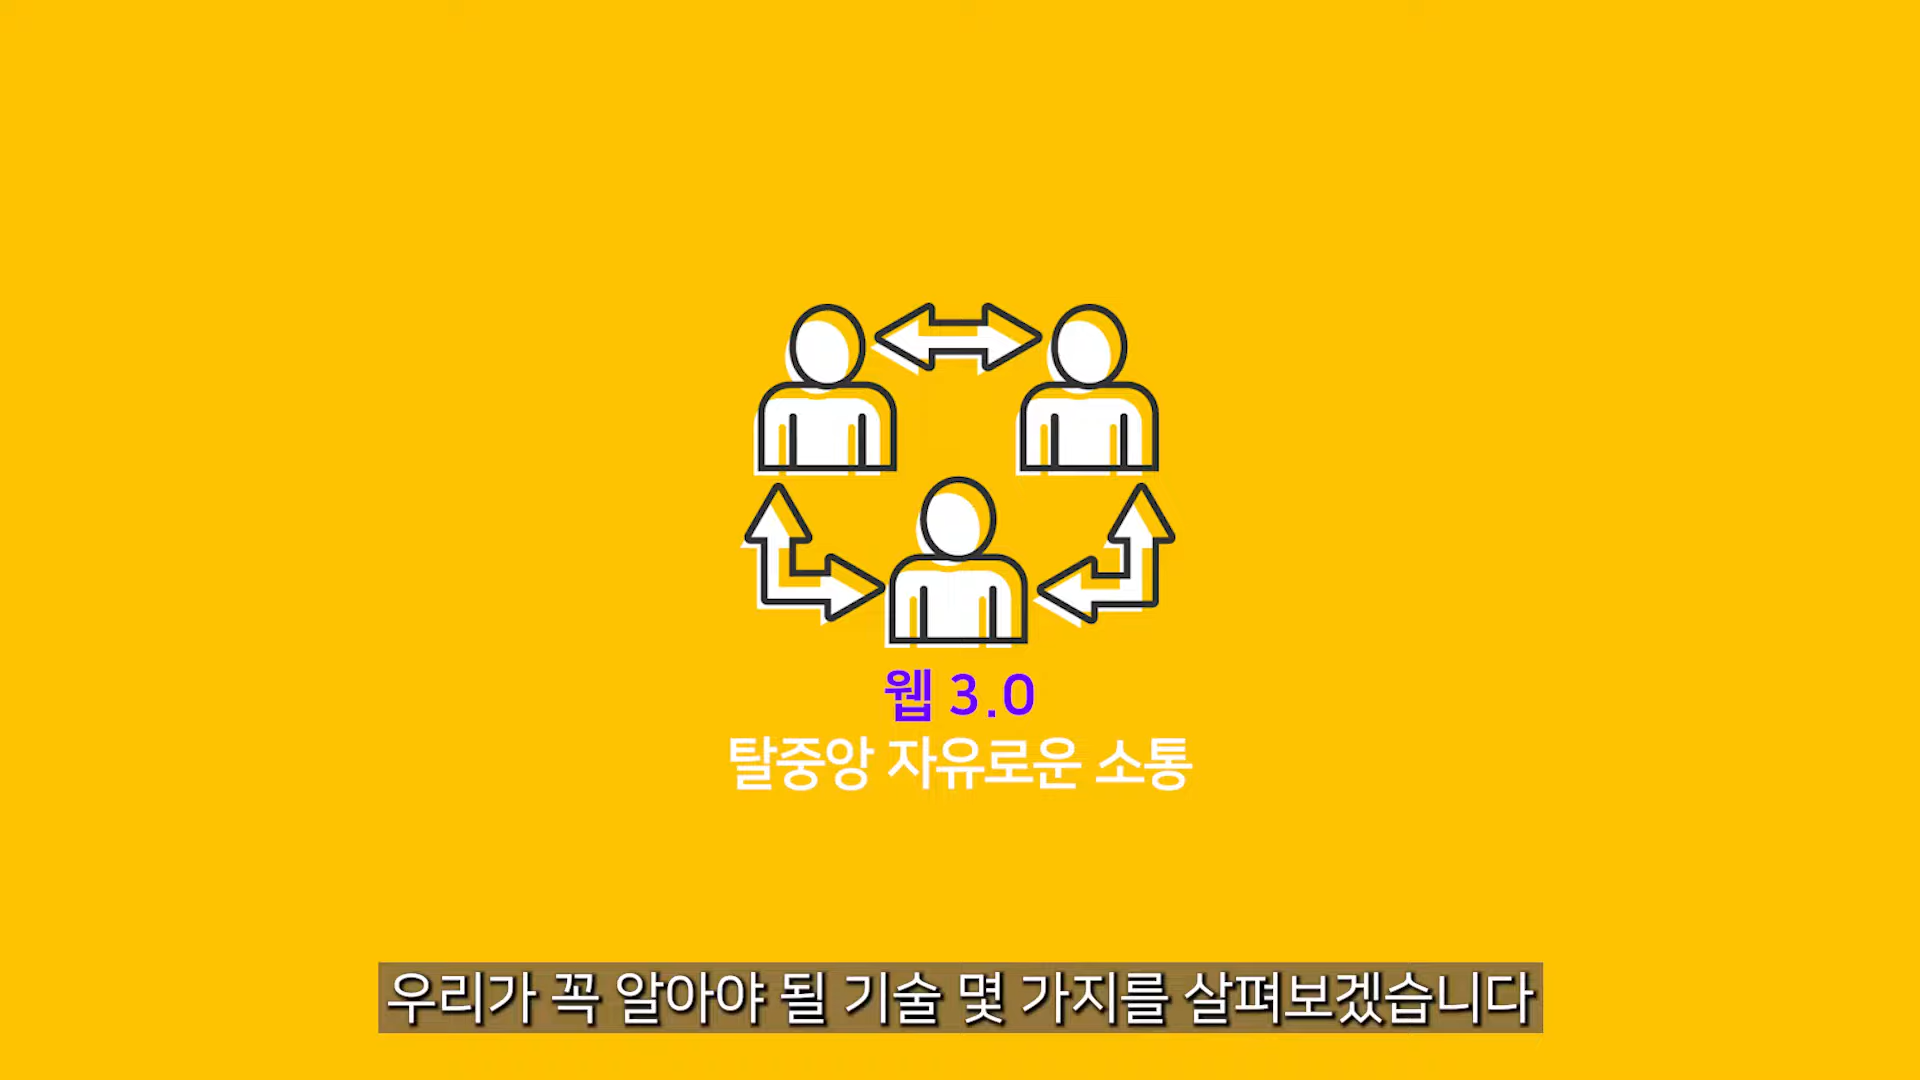 웹 3.0
탈중앙 자유로운 소통
우리가 꼭 알아야 될 기술 몇 가지를 살펴보겠습니다